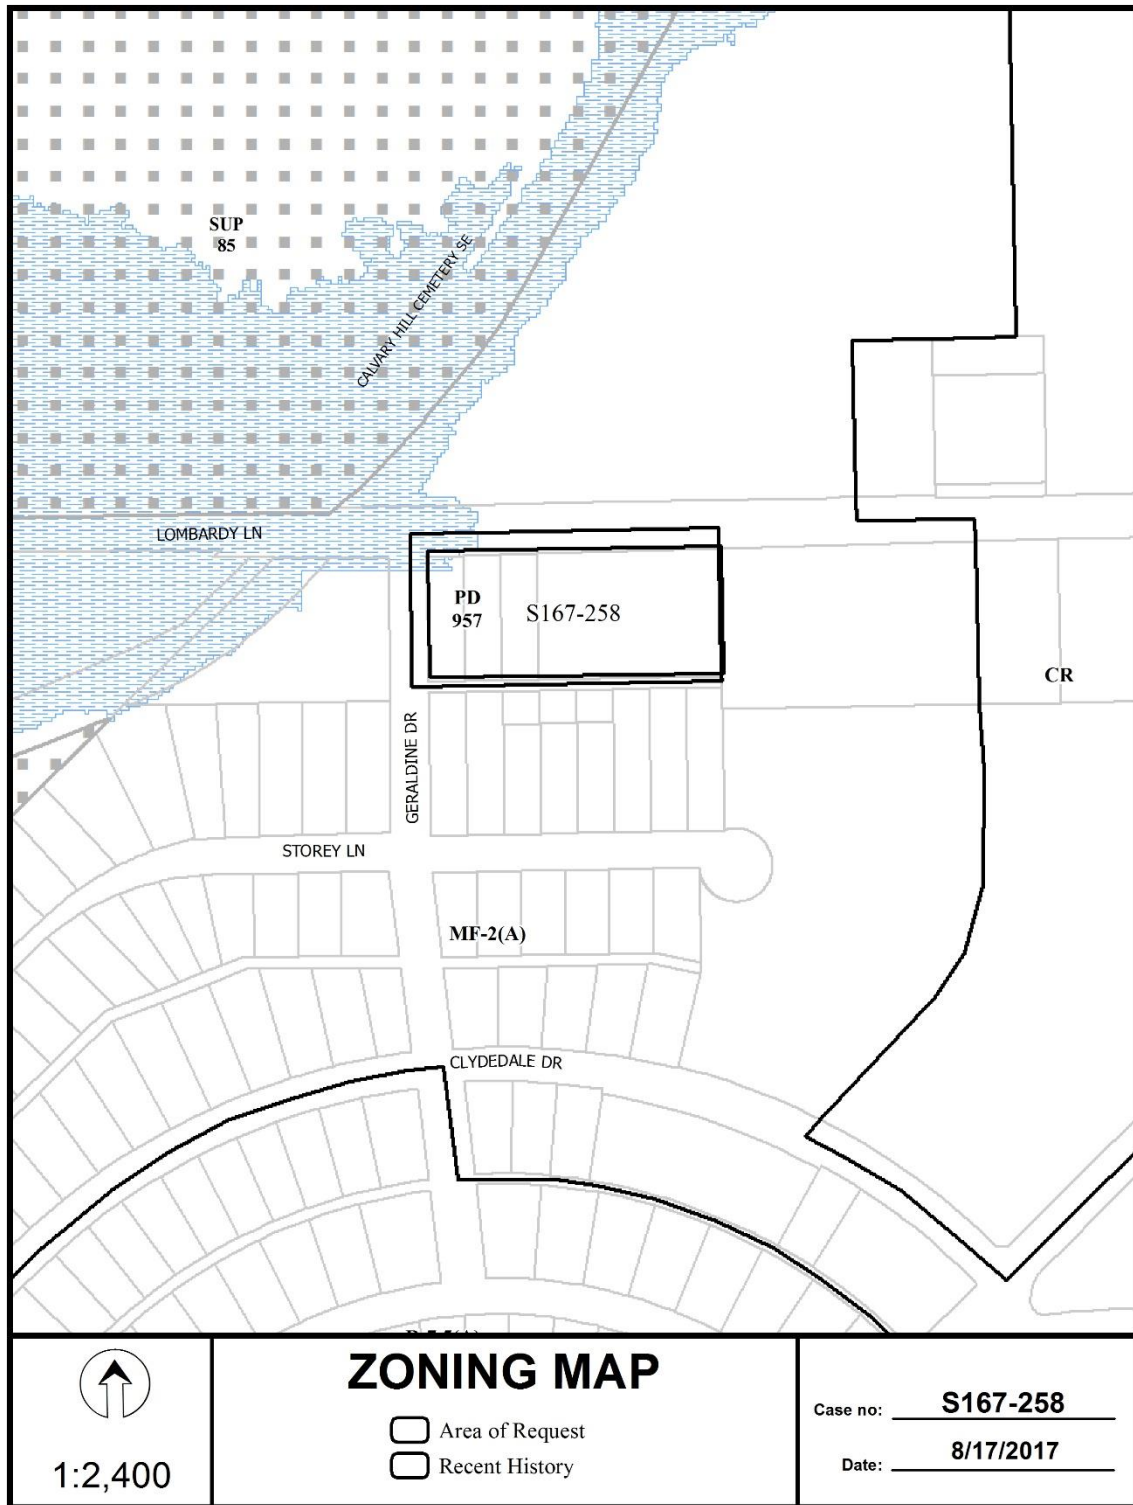 SUP
85
CALVARY HILL CEMETERY SE
LOMBARDY LN
PD
957
S167-258
CR
GERALDINE DR
STOREY LN
MF-2(A)
CLYDEDALE DR
1:2,400
ZONING MAP
Area of Request
Recent History
Case no: S167-258
Date: 8/17/2017